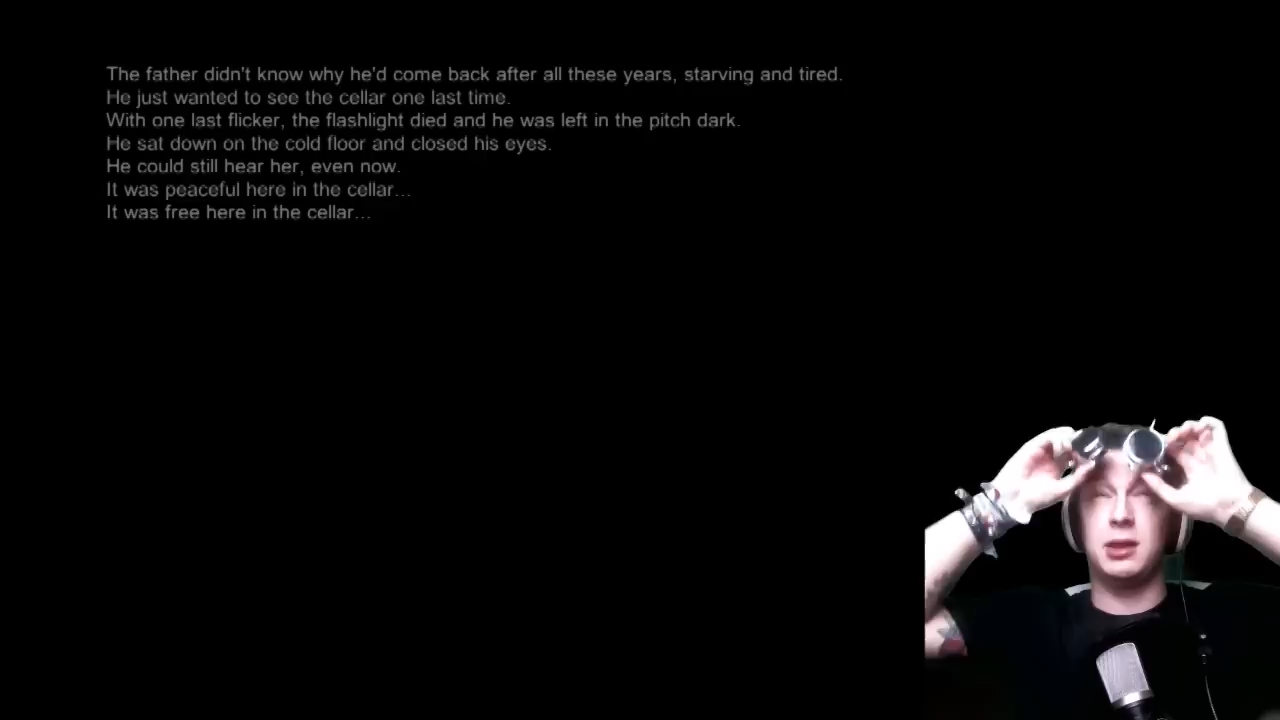 The father didn't know why he'd come back after all these years, starving and tired.
He just wanted to see the cellar one last time.
With one last flicker, the flashlight died and he was left in the pitch dark.
He sat down on the cold floor and closed his eyes.
He could still hear her, even now.
It was peaceful here in the cellar...
It was free here in the cellar...